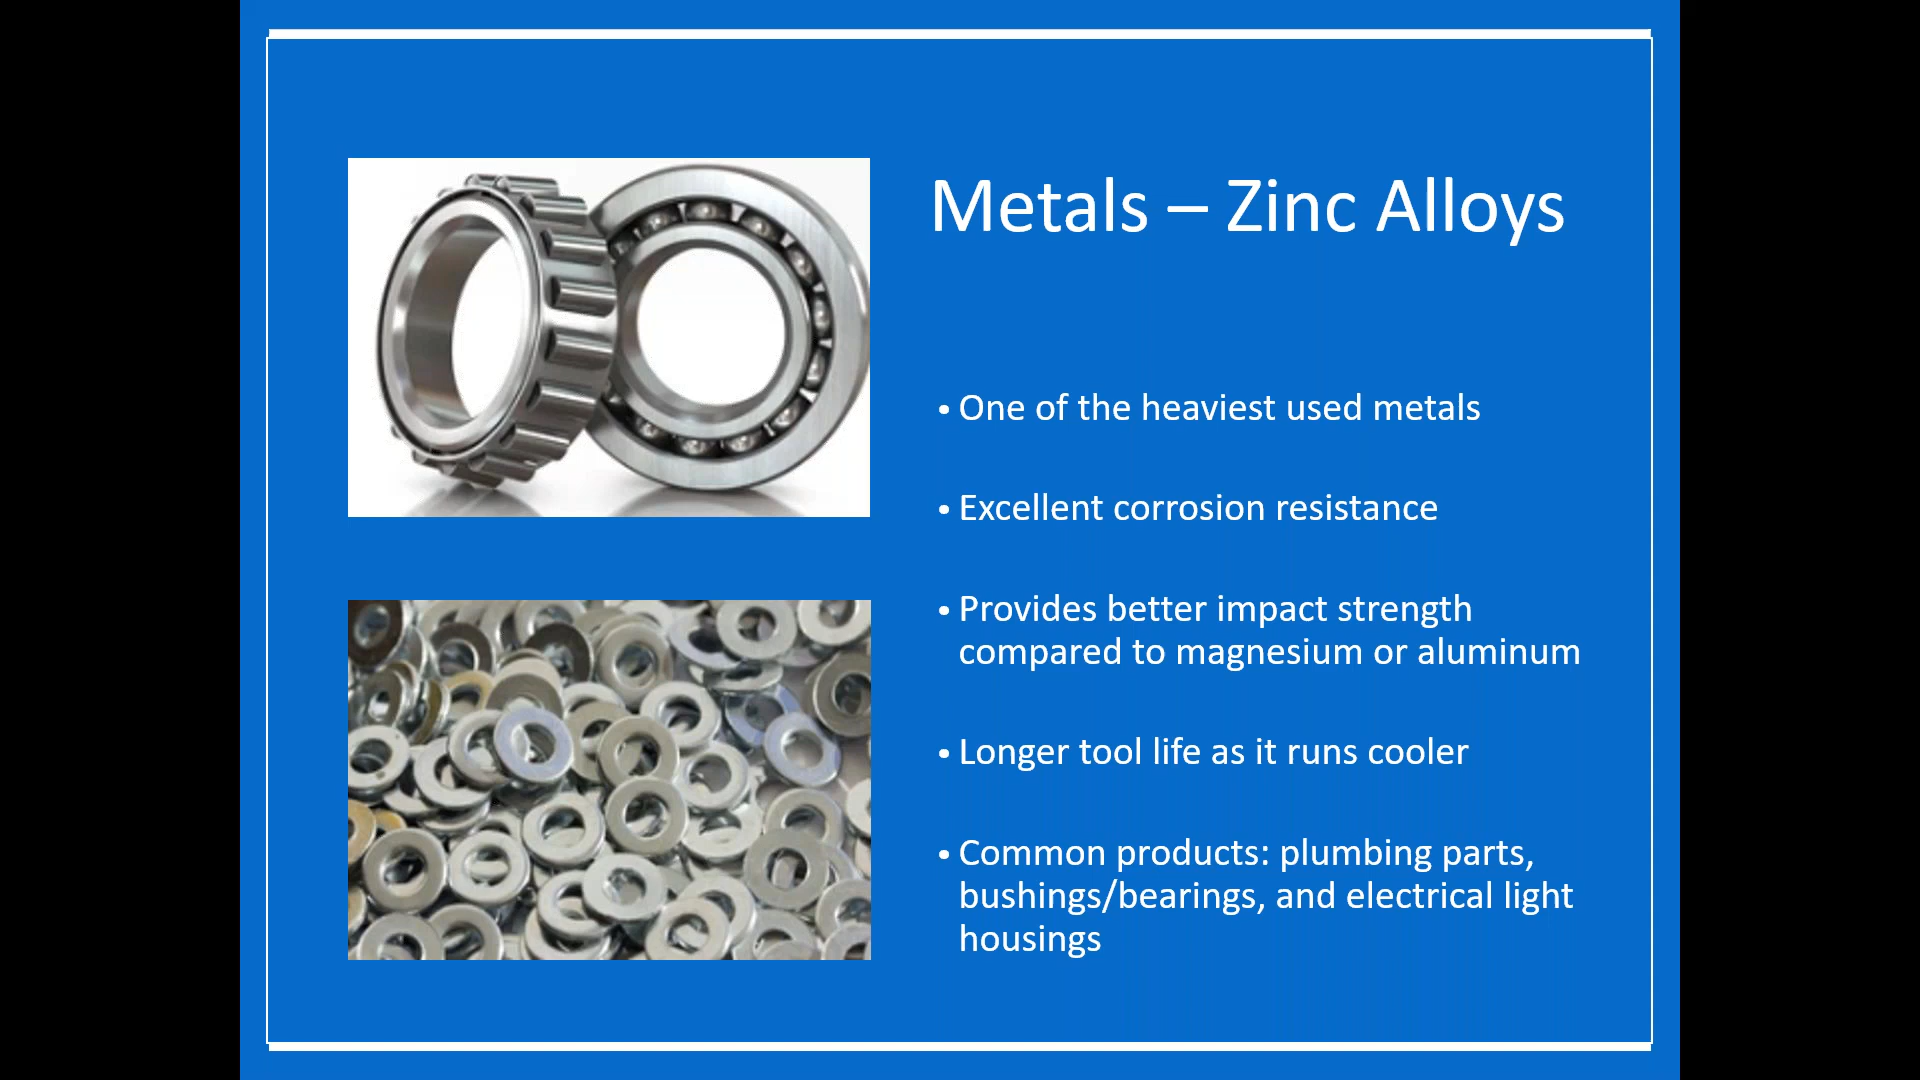 Metals – Zinc Alloys
• One of the heaviest used metals
• Excellent corrosion resistance
• Provides better impact strength
compared to magnesium or aluminum
• Longer tool life as it runs cooler
• Common products: plumbing parts,
bushings/bearings, and electrical light
housings